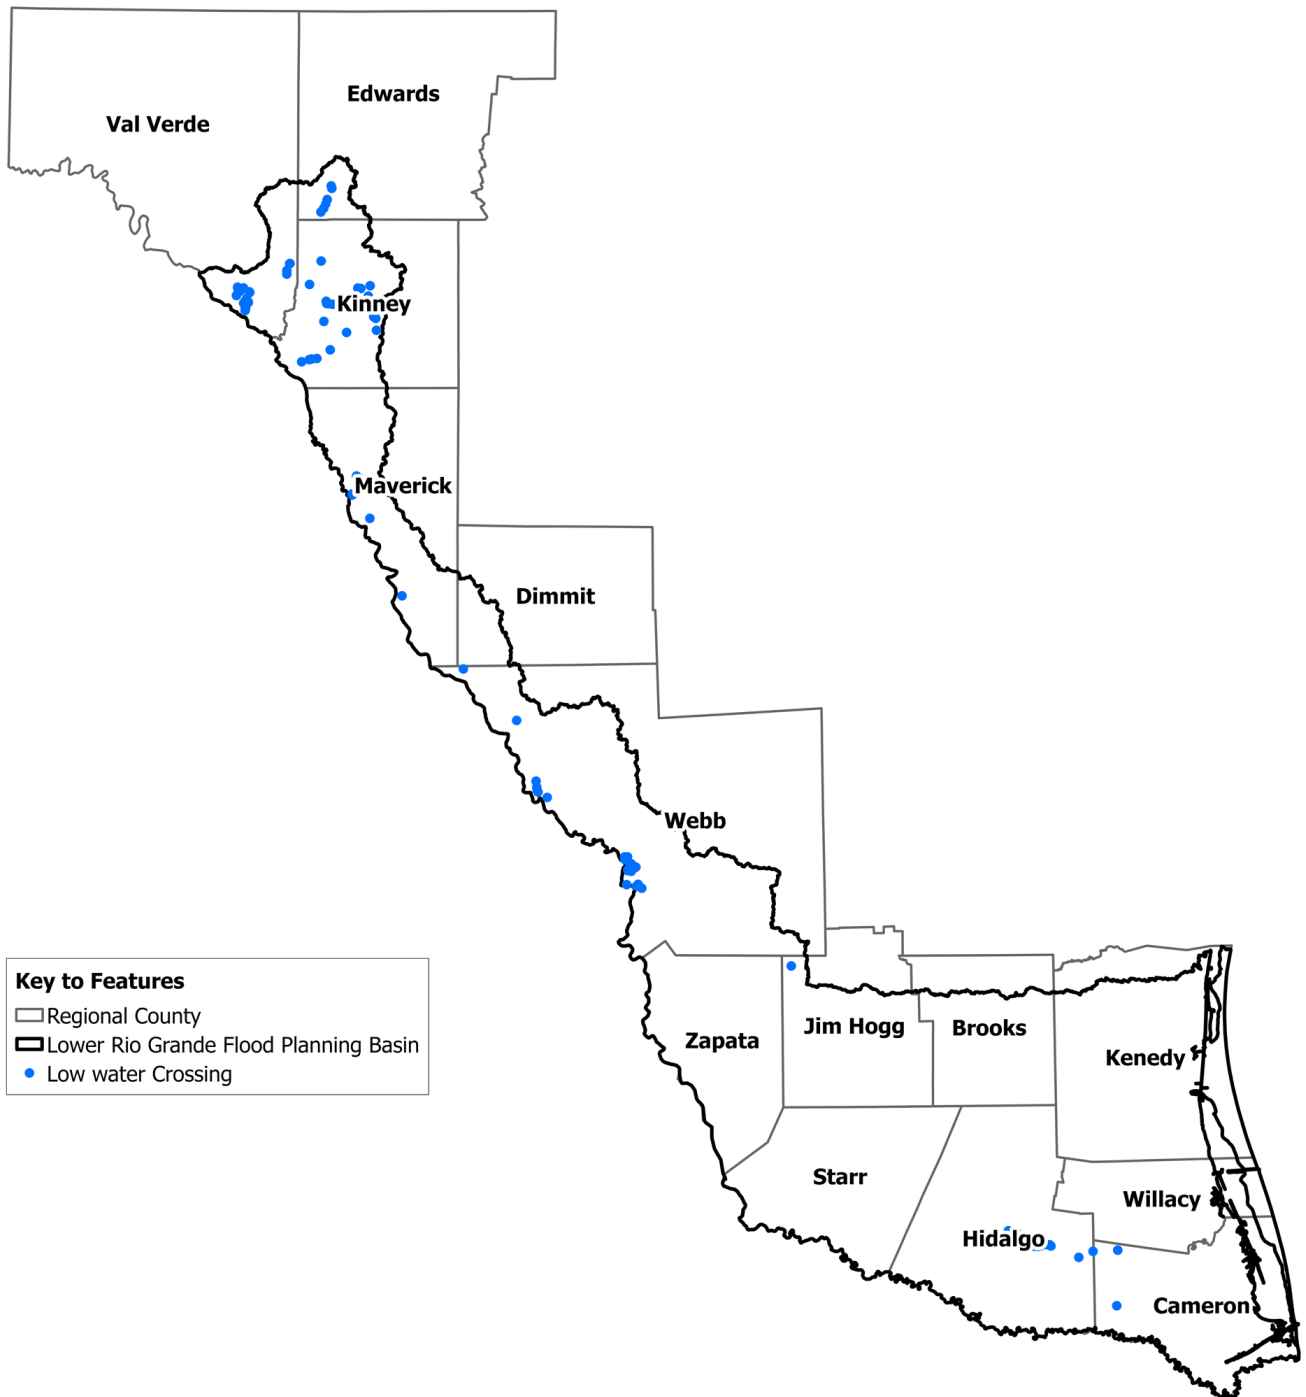 Edwards
Val Verde
Kinney
Maverick
Dimmit
Webb
Key to Features
Regional County
Lower Rio Grande Flood Planning Basin
Low water Crossing
Zapata
Jim Hogg
Brooks
Kenedy
Starr
Willacy
Hidalgo
Cameron